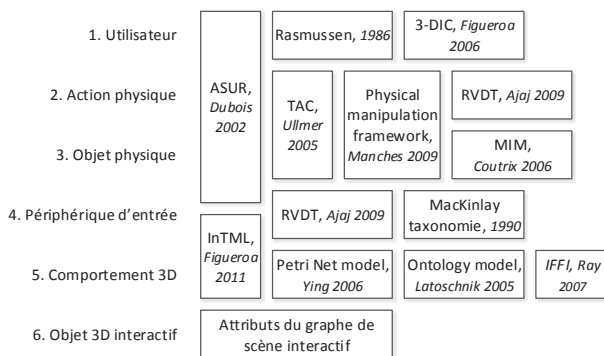 1. Utilisateur
Rasmussen, 1986
3-DIC, Figueroa
2006
ASUR,
Dubois
2002
2. Action physique
TAC,
Ullmer
2005
Physical
manipulation
framework,
Manches 2009
RVDT, Ajaj 2009
3. Objet physique
MIM,
Coutrix 2006
4. Périphérique d'entrée
RVDT, Ajaj 2009
MacKinlay
taxonomie, 1990
InTML,
Figueroa
2011
5. Comportement 3D
Petri Net model,
Ying 2006
Ontology model,
Latoschnik 2005
IFFI, Ray
2007
6. Objet 3D interactif
Attributs du graphe de
scène interactif